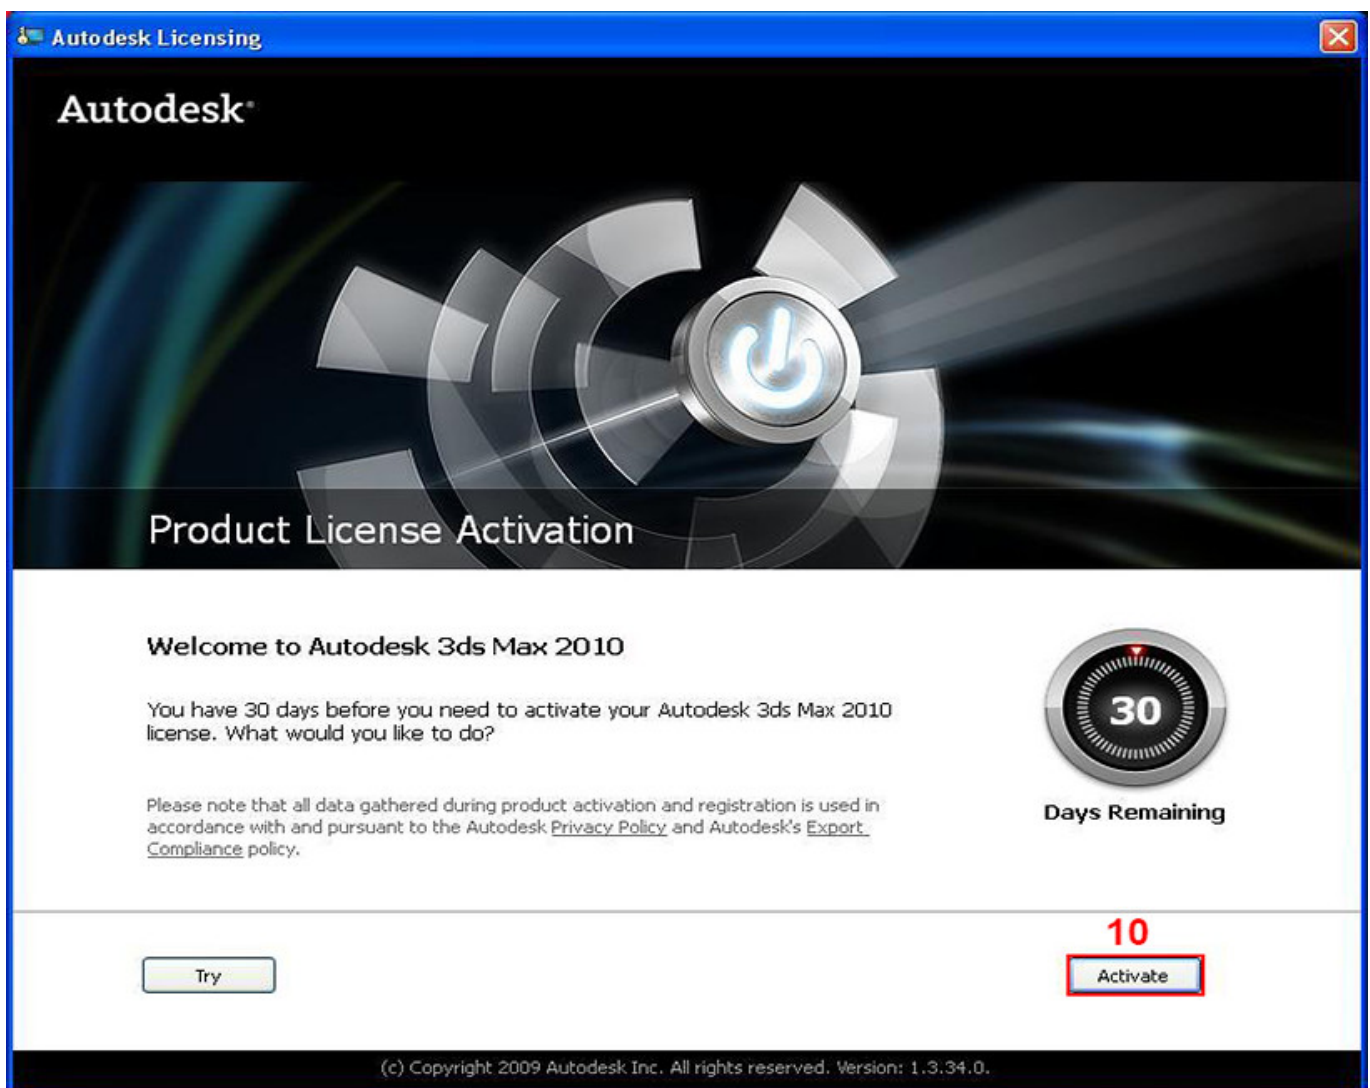 Autodesk Licensing
Autodesk®
Product License Activation
Welcome to Autodesk 3ds Max 2010
You have 30 days before you need to activate your Autodesk 3ds Max 2010
license. What would you like to do?
30
Please note that all data gathered during product activation and registration is used in
accordance with and pursuant to the Autodesk Privacy Policy and Autodesk's Export
Compliance policy.
Days Remaining
10
Try
Activate
(c) Copyright 2009 Autodesk Inc. All rights reserved. Version: 1.3.34.0.